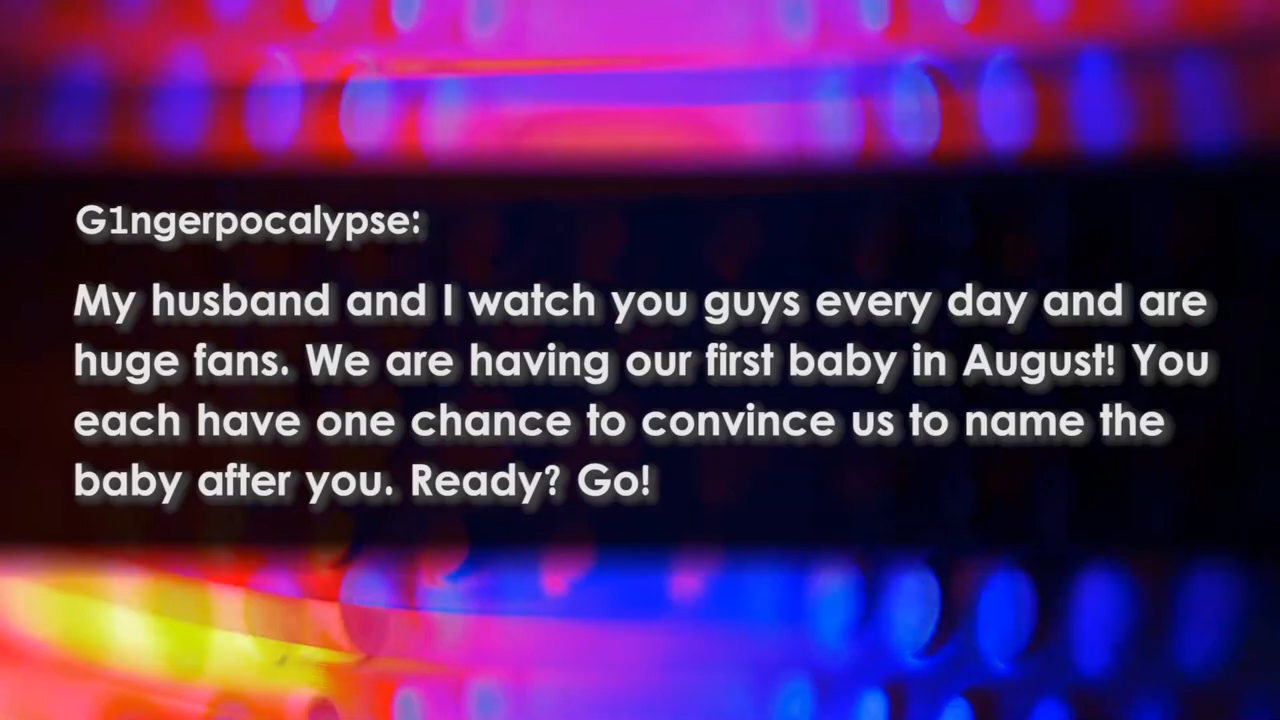 G1ngerpocalypse:
My husband and I watch you guys every day and are
huge fans. We are having our first baby in August! You
each have one chance to convince us to name the
baby after you. Ready? Go!